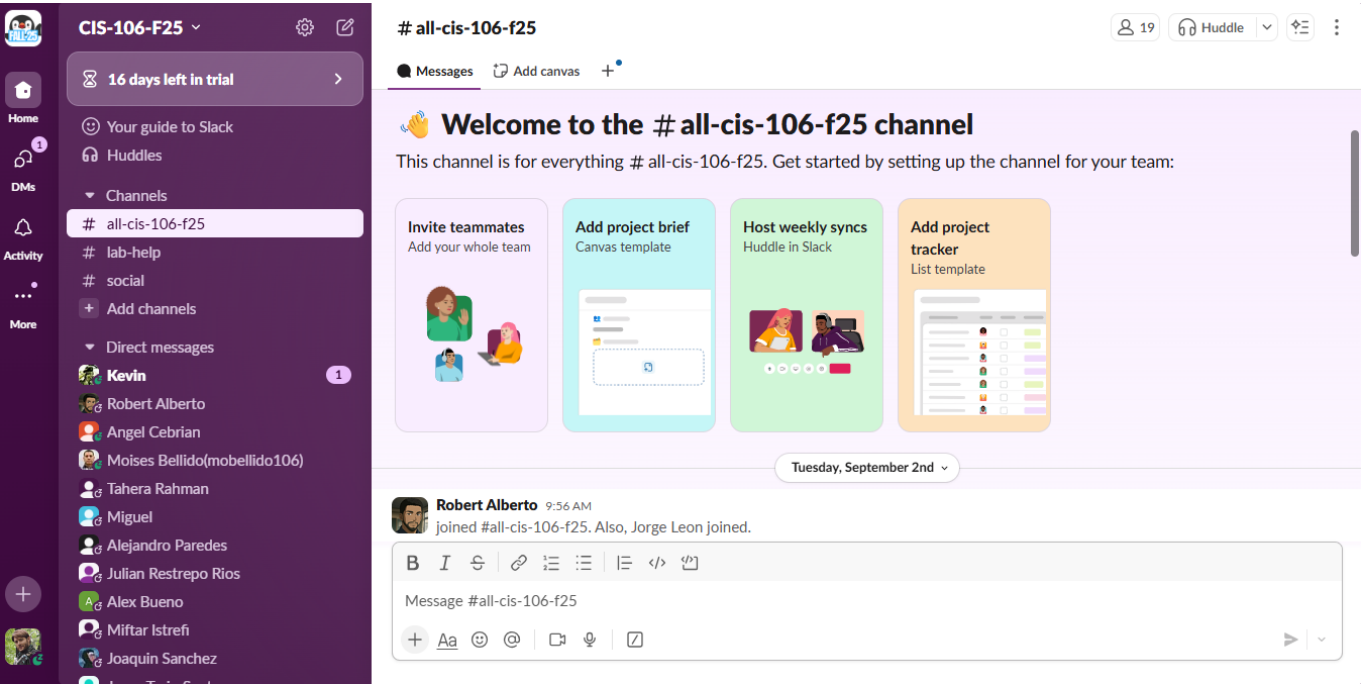 CIS-106-F25
16 days left in trial
Home
1
DMs
Activity
More
Your guide to Slack
Huddles
Channels
# all-cis-106-f25
# lab-help
# social
+ Add channels
Direct messages
Kevin 1
Robert Alberto
Angel Cebrian
Moises Bellido(mobellido106)
Tahera Rahman
Miguel
Alejandro Paredes
Julian Restrepo Rios
A Alex Bueno
Miftar Istrefi
Joaquin Sanchez
# all-cis-106-f25
19
Huddle
Messages
Add canvas
+
Welcome to the # all-cis-106-f25 channel
This channel is for everything # all-cis-106-f25. Get started by setting up the channel for your team:
Invite teammates
Add your whole team
Add project brief
Canvas template
Host weekly syncs
Huddle in Slack
Add project
tracker
List template
Tuesday, September 2nd
Robert Alberto 9:56 AM
joined #all-cis-106-f25. Also, Jorge Leon joined.
B I S
Message #all-cis-106-f25
+ Aa @